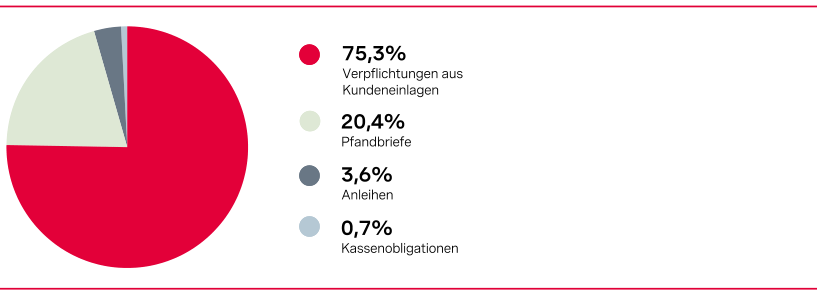 75,3%
Verpflichtungen aus
Kundeneinlagen
20,4%
Pfandbriefe
3,6%
Anleihen
0,7%
Kassenobligationen